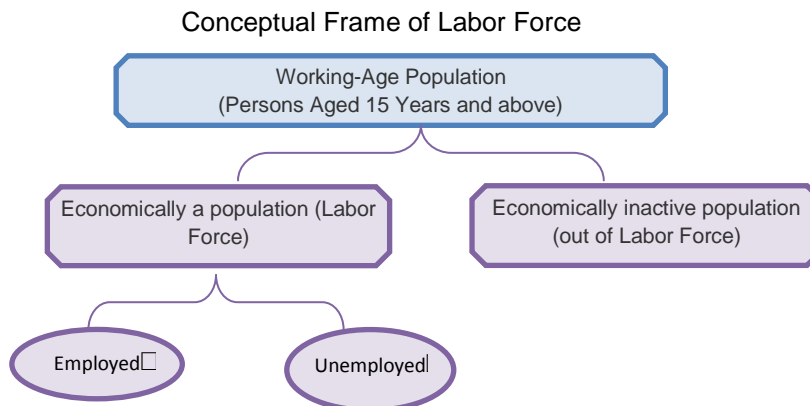 Conceptual Frame of Labor Force
Working-Age Population
(Persons Aged 15 Years and above)
Economically a population (Labor
Force)
Economically inactive population
(out of Labor Force)
Employed□
Unemployed